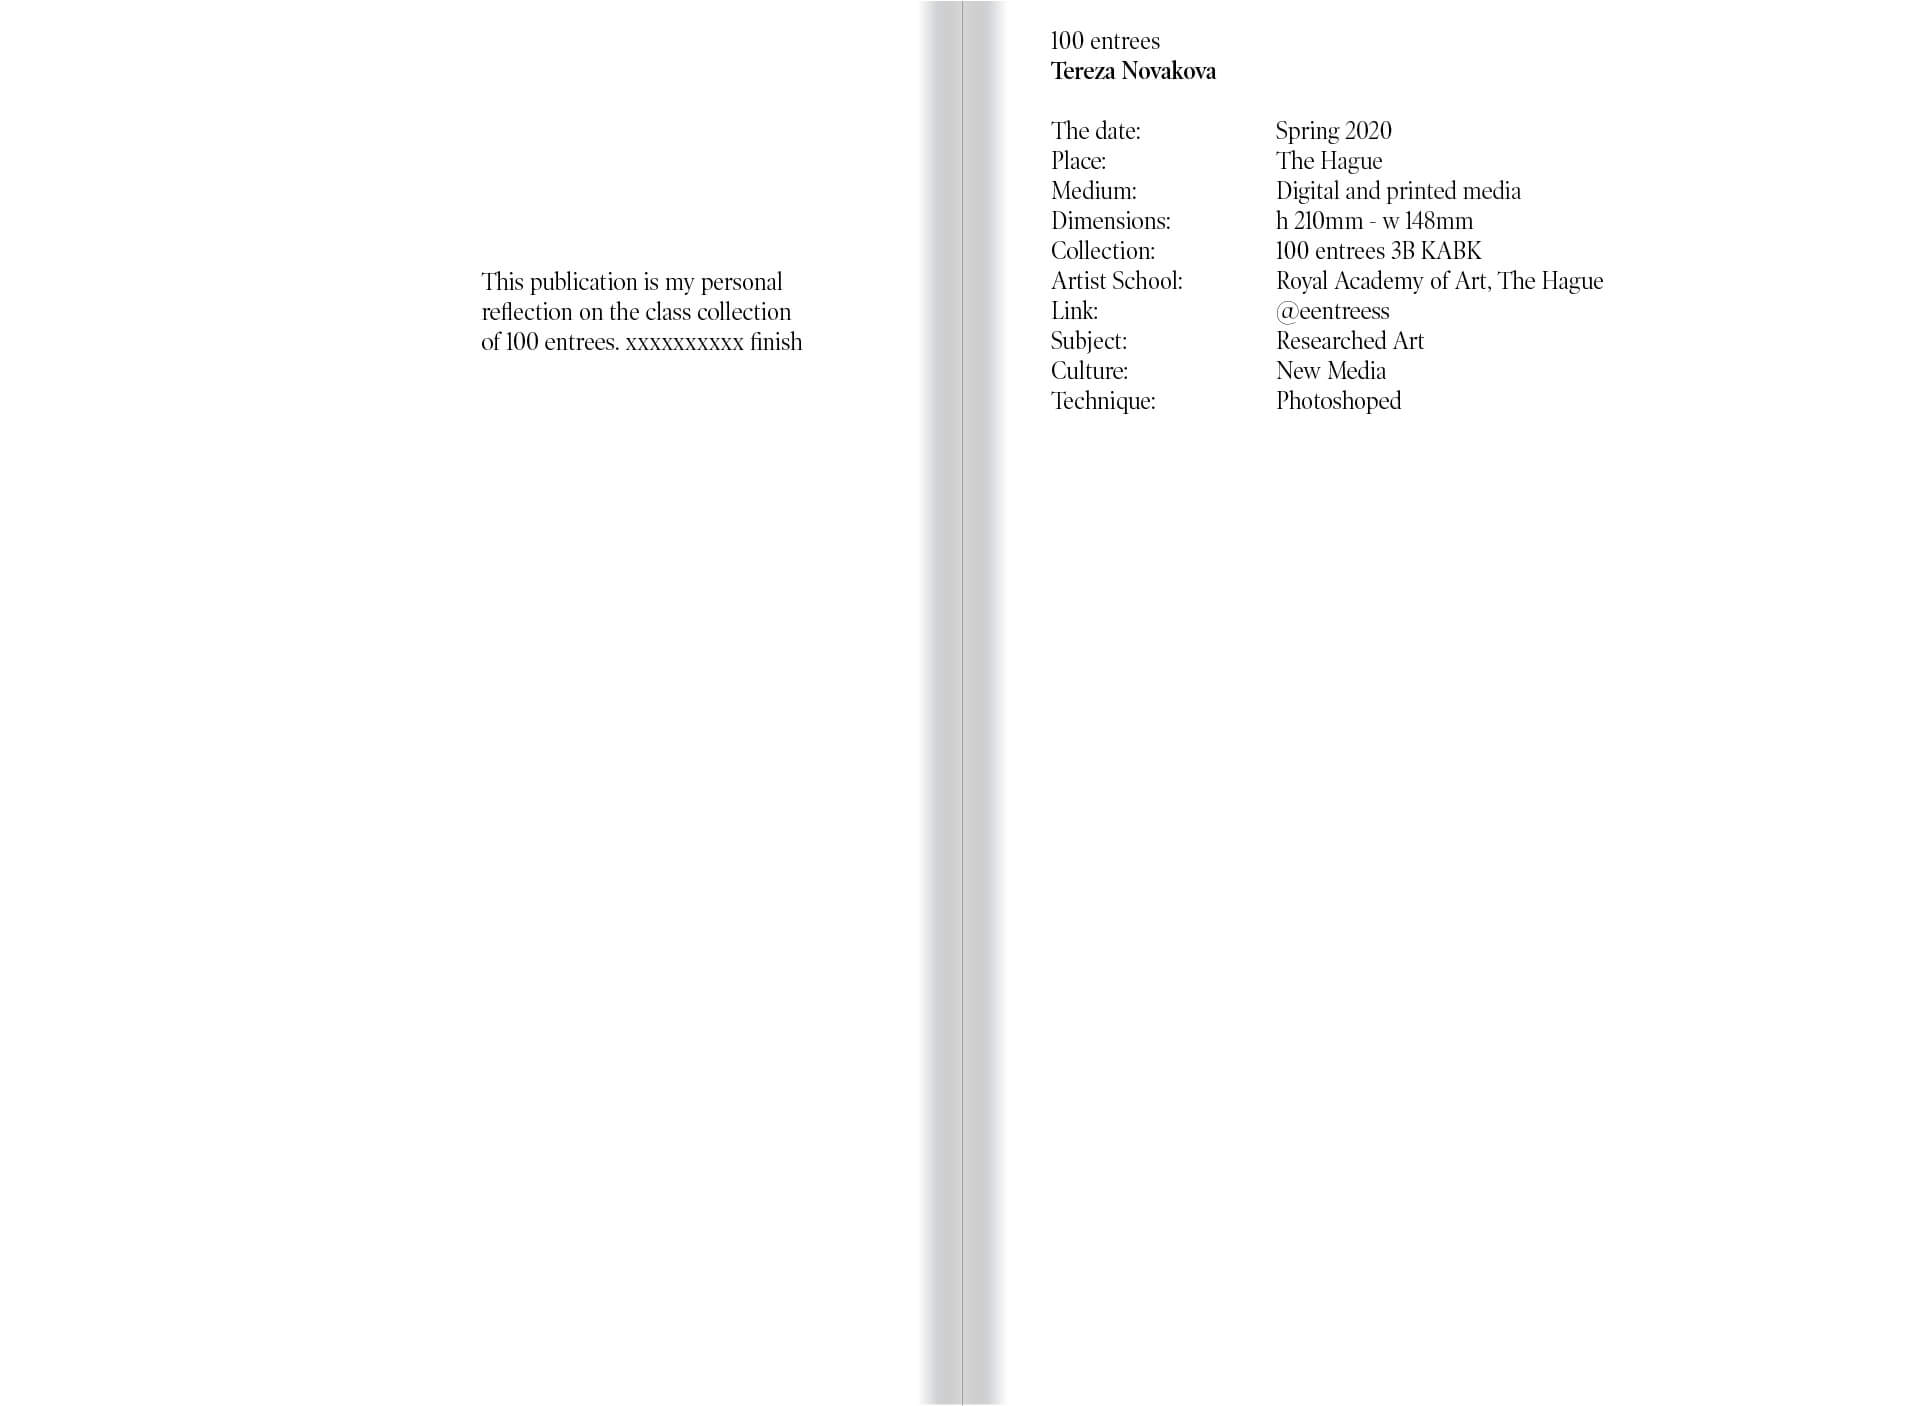 This publication is my personal
reflection on the class collection
of 100 entrees. xxxxxxxxxx finish
100 entrees
Tereza Novakova
The date: Spring 2020
Place: The Hague
Medium: Digital and printed media
Dimensions: h 210mm - w 148mm
Collection: 100 entrees 3B KABK
Artist School: Royal Academy of Art, The Hague
Link: @eentreess
Subject: Researched Art
Culture: New Media
Technique: Photoshoped